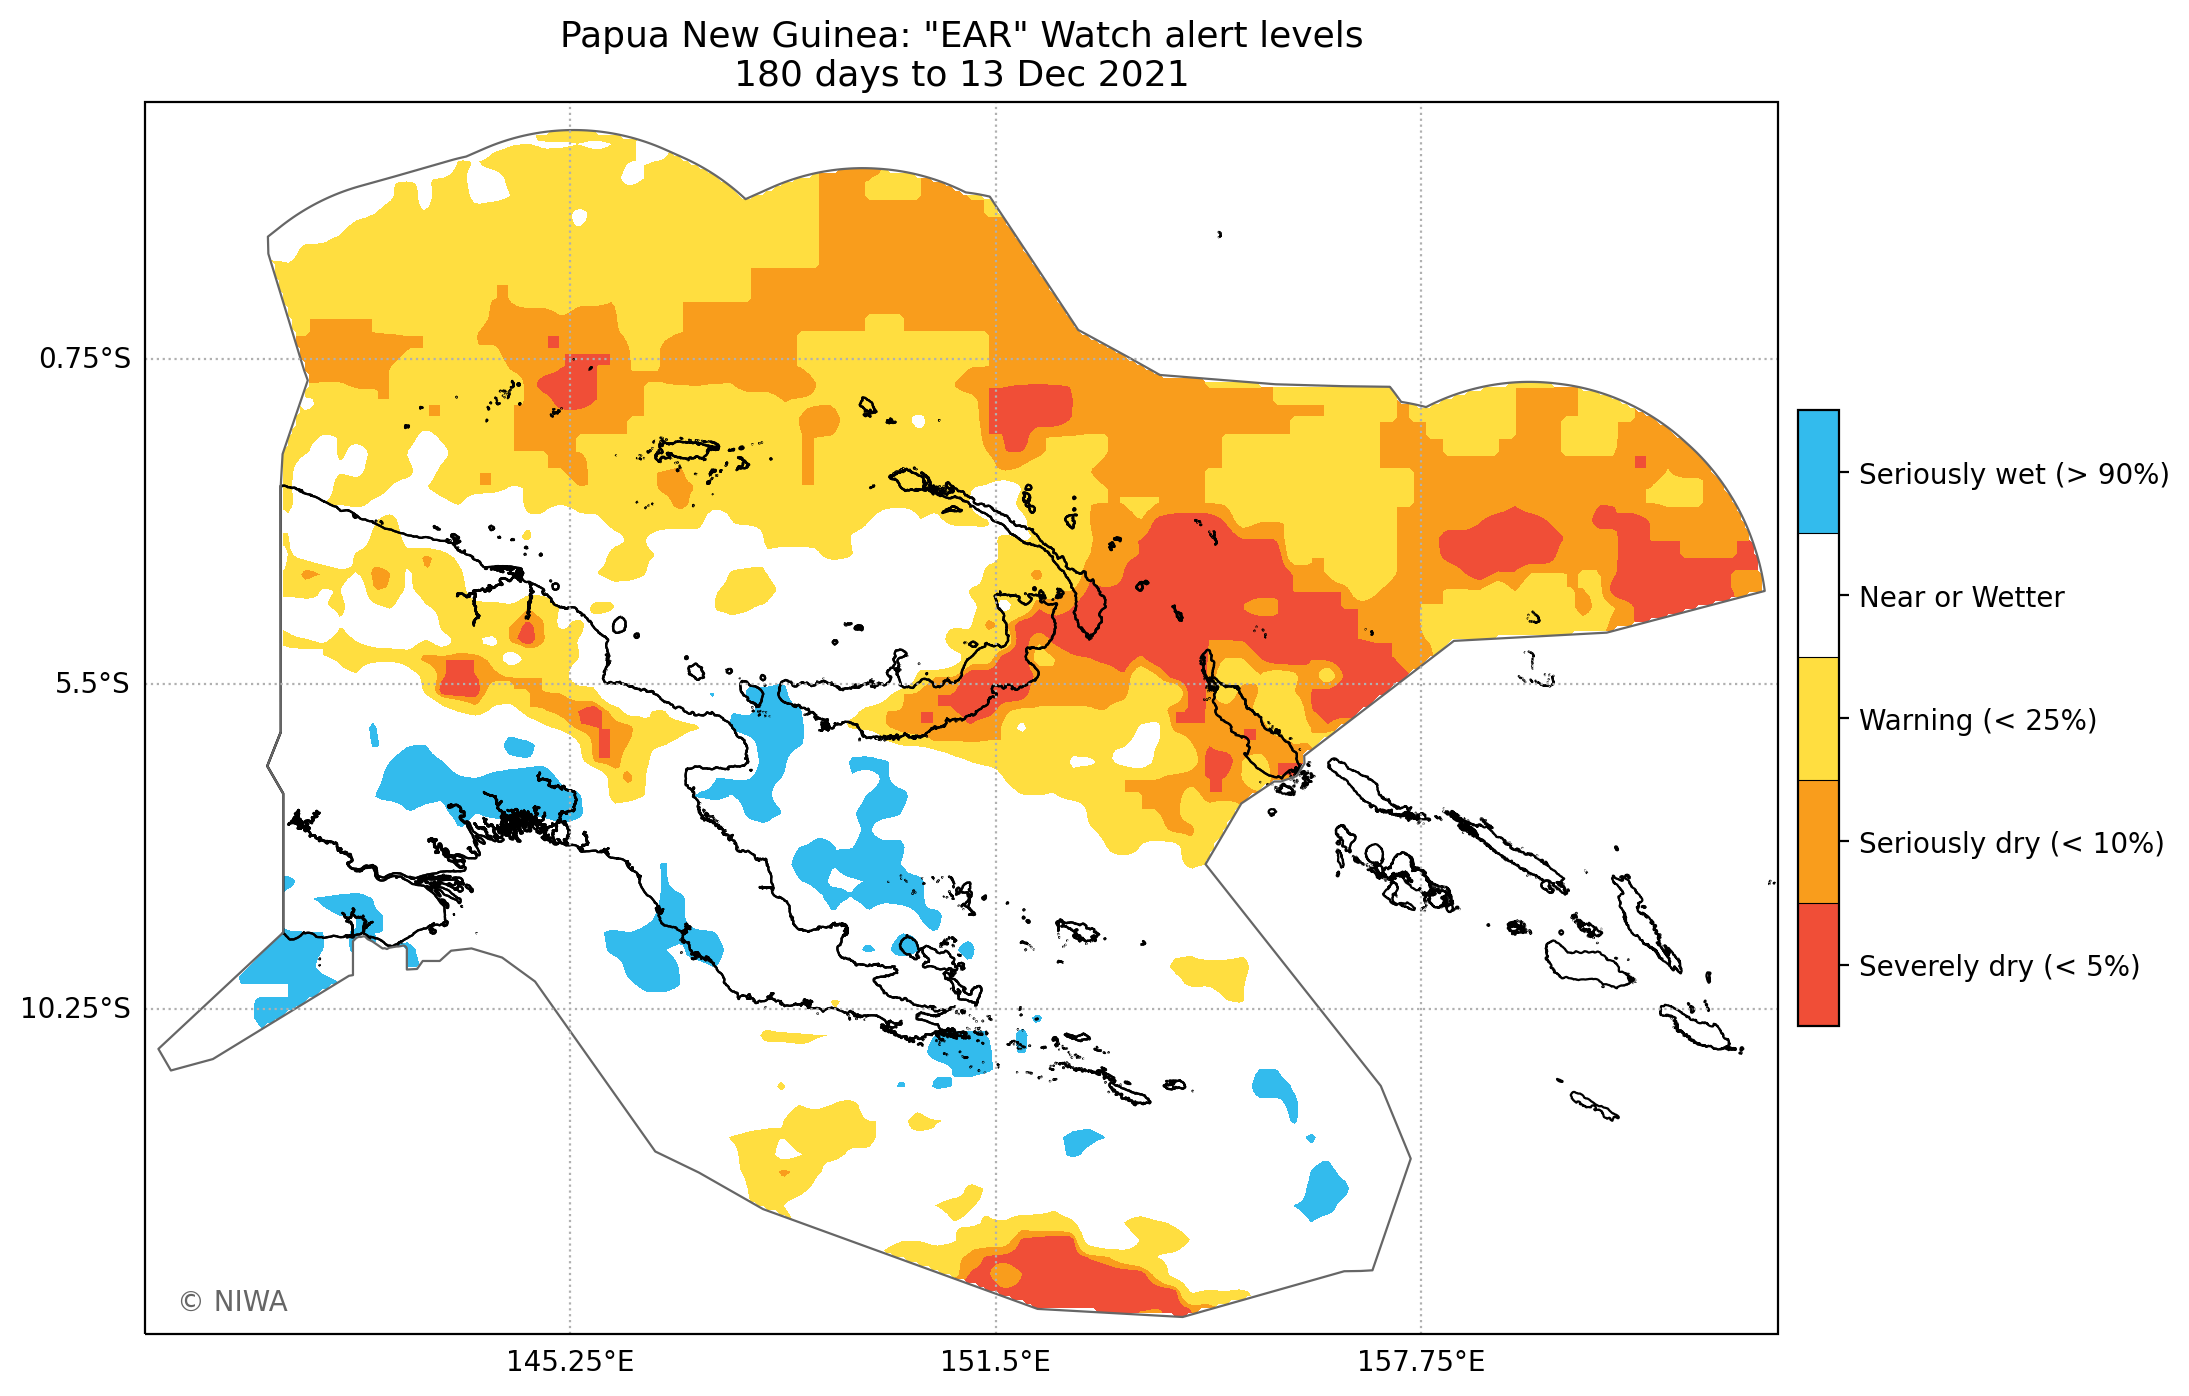 Papua New Guinea: "EAR" Watch alert levels
180 days to 13 Dec 2021
0.75°S
5.5°S
10.25°S
145.25°E
151.5°E
157.75°E
Seriously wet (> 90%)
Near or Wetter
Warning (< 25%)
Seriously dry (< 10%)
Severely dry (< 5%)
© NIWA